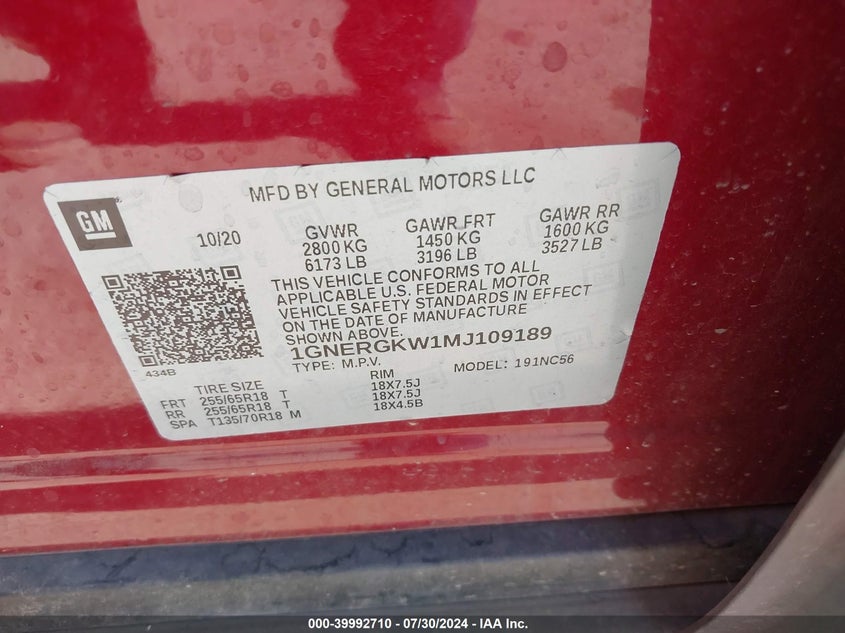 MFD BY GENERAL MOTORS LLC
GM
10/20
GVWR GAWR FRT GAWR RR
2800 KG 1450 KG 1600 KG
6173 LB 3196 LB 3527 LB
THIS VEHICLE CONFORMS TO ALL
APPLICABLE U.S. FEDERAL MOTOR
VEHICLE SAFETY STANDARDS IN EFFECT
ON THE DATE OF MANUFACTURE
SHOWN ABOVE.
1GNERGKW1MJ109189
434B
TYPE: M.P.V. MODEL: 191NC56
TIRE SIZE RIM
FRT 255/65R18 T 18X7.5J
RR 255/65R18 T 18X7.5J
SPA T135/70R18 M 18X4.5B
000-39992710 - 07/30/2024 - IAA Inc.